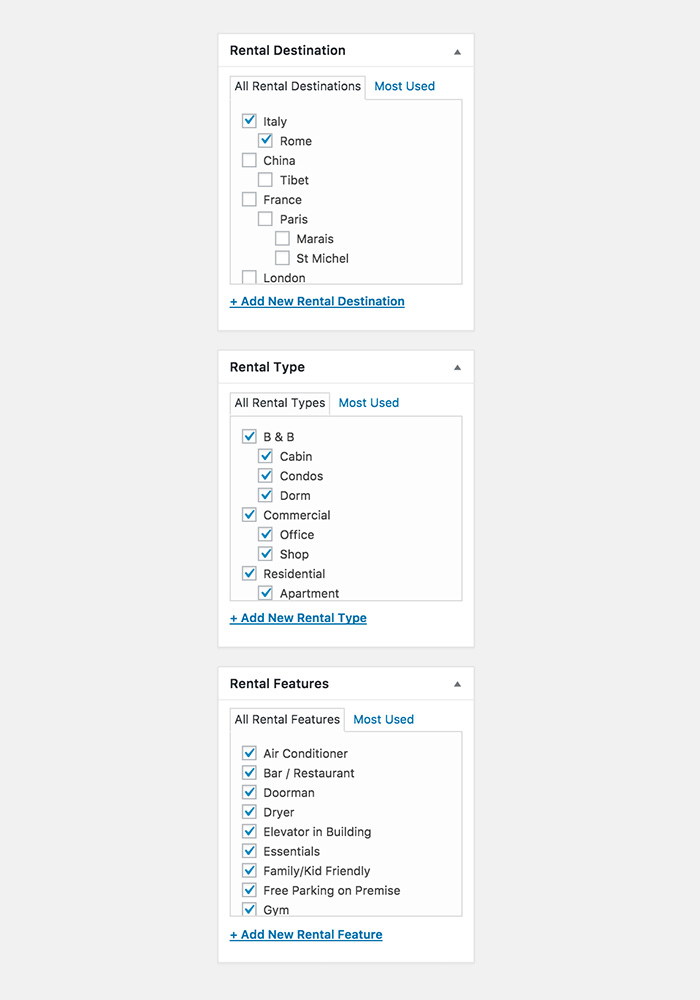 Rental Destination
All Rental Destinations Most Used
Italy
Rome
China
Tibet
France
Paris
Marais
St Michel
London
+ Add New Rental Destination
Rental Type
All Rental Types Most Used
B & B
Cabin
Condos
Dorm
Commercial
Office
Shop
Residential
Apartment
+ Add New Rental Type
Rental Features
All Rental Features Most Used
Air Conditioner
Bar / Restaurant
Doorman
Dryer
Elevator in Building
Essentials
Family/Kid Friendly
Free Parking on Premise
Gym
+ Add New Rental Feature